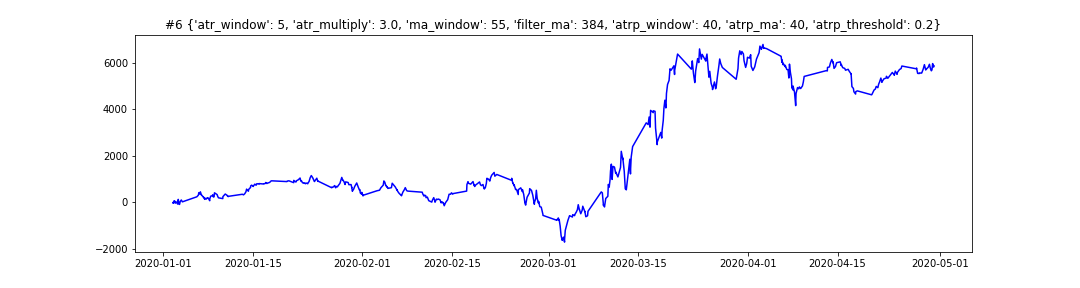 #6 {'atr_window': 5, 'atr_multiply': 3.0, 'ma_window': 55, 'filter_ma': 384, 'atrp_window': 40, 'atrp_ma': 40, 'atrp_threshold': 0.2}
6000
4000
2000
0
−2000
2020-01-01 2020-01-15 2020-02-01 2020-02-15 2020-03-01 2020-03-15 2020-04-01 2020-04-15 2020-05-01